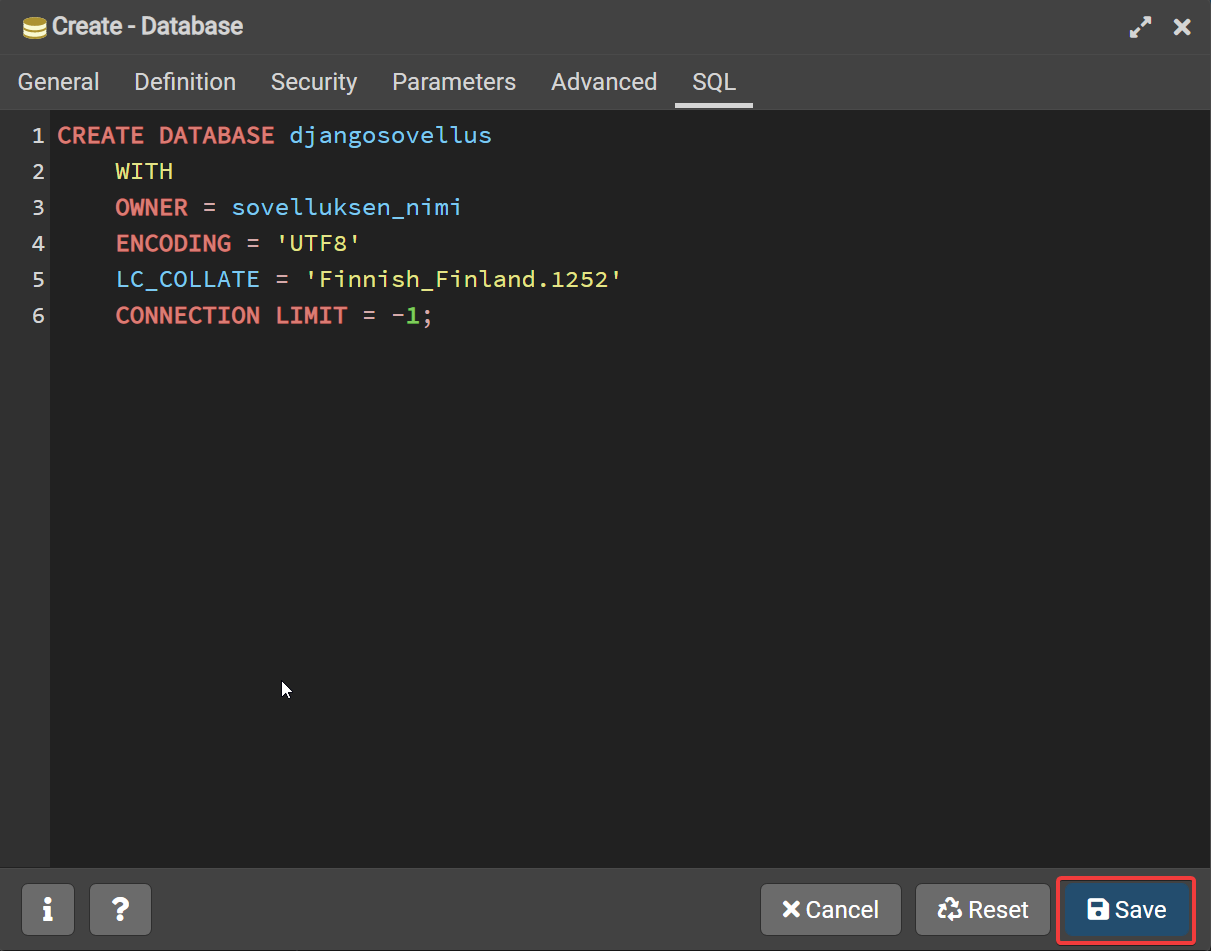 Create - Database
General Definition Security Parameters Advanced SQL
1 CREATE DATABASE djangosovellus
2     WITH
3     OWNER = sovelluksen_nimi
4     ENCODING = 'UTF8'
5     LC_COLLATE = 'Finnish_Finland.1252'
6     CONNECTION LIMIT = -1;
i ? Cancel Reset Save